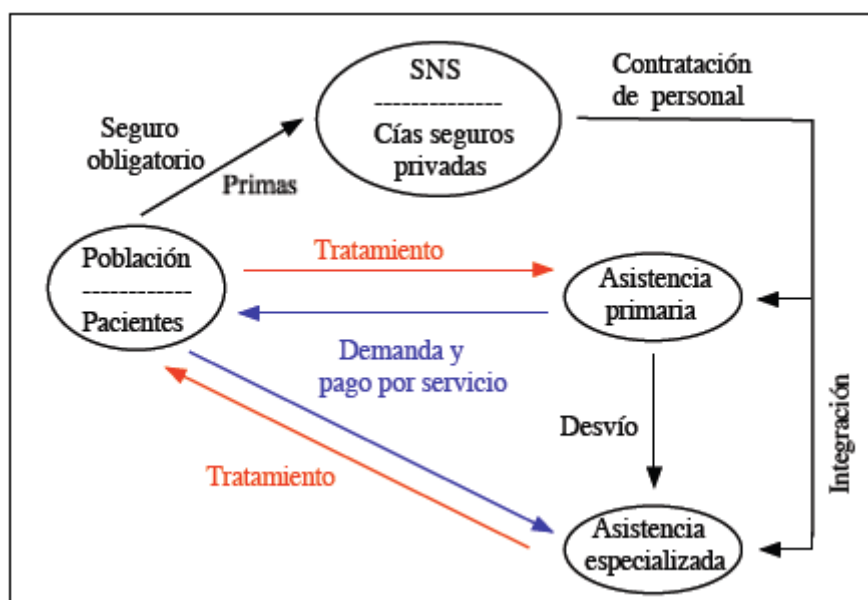 SNS
--------------
Cías seguros
privadas
Contratación
de personal
Seguro
obligatorio
Primas
Población
------------
Pacientes
Tratamiento
Asistencia
primaria
Demanda y
pago por servicio
Desvío
Integración
Tratamiento
Asistencia
especializada